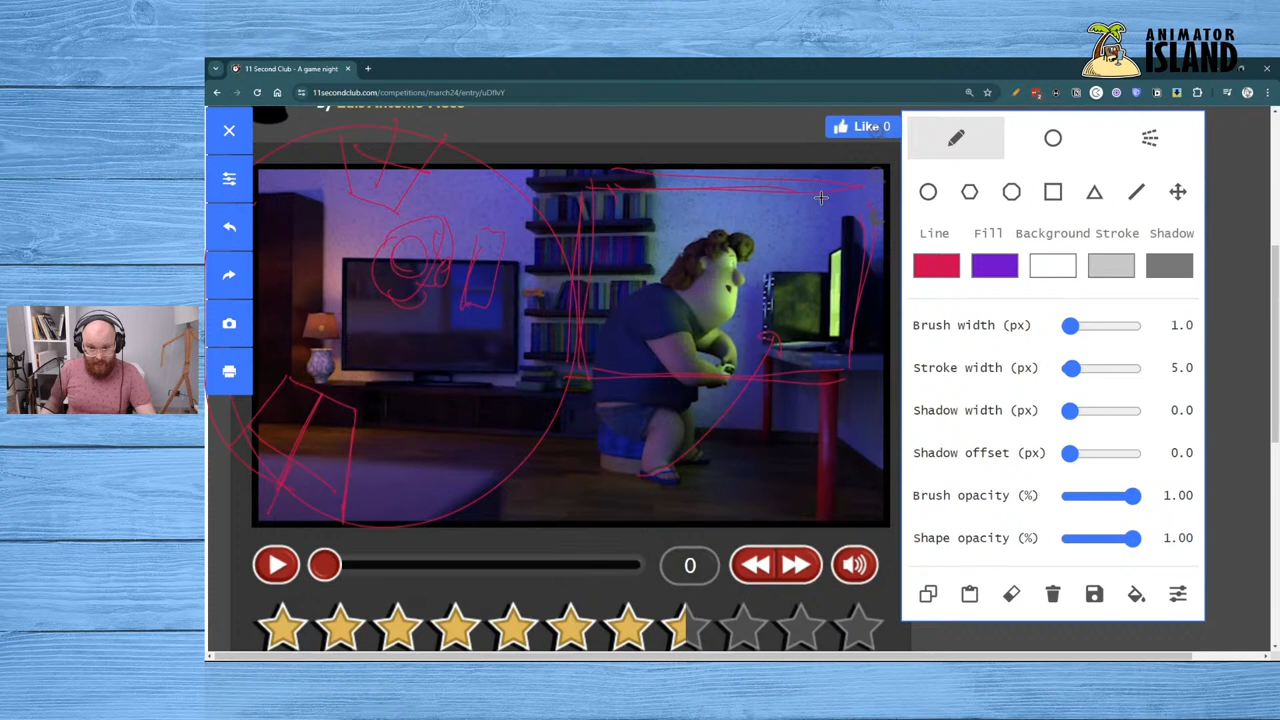 ANIMATOR
ISLAND
11 Second Club - A game night
11secondclub.com/competitions/march24/entry/uDflvY
Like 0
Line Fill Background Stroke Shadow
Brush width (px) 1.0
Stroke width (px) 5.0
Shadow width (px) 0.0
Shadow offset (px) 0.0
Brush opacity (%) 1.00
Shape opacity (%) 1.00
0